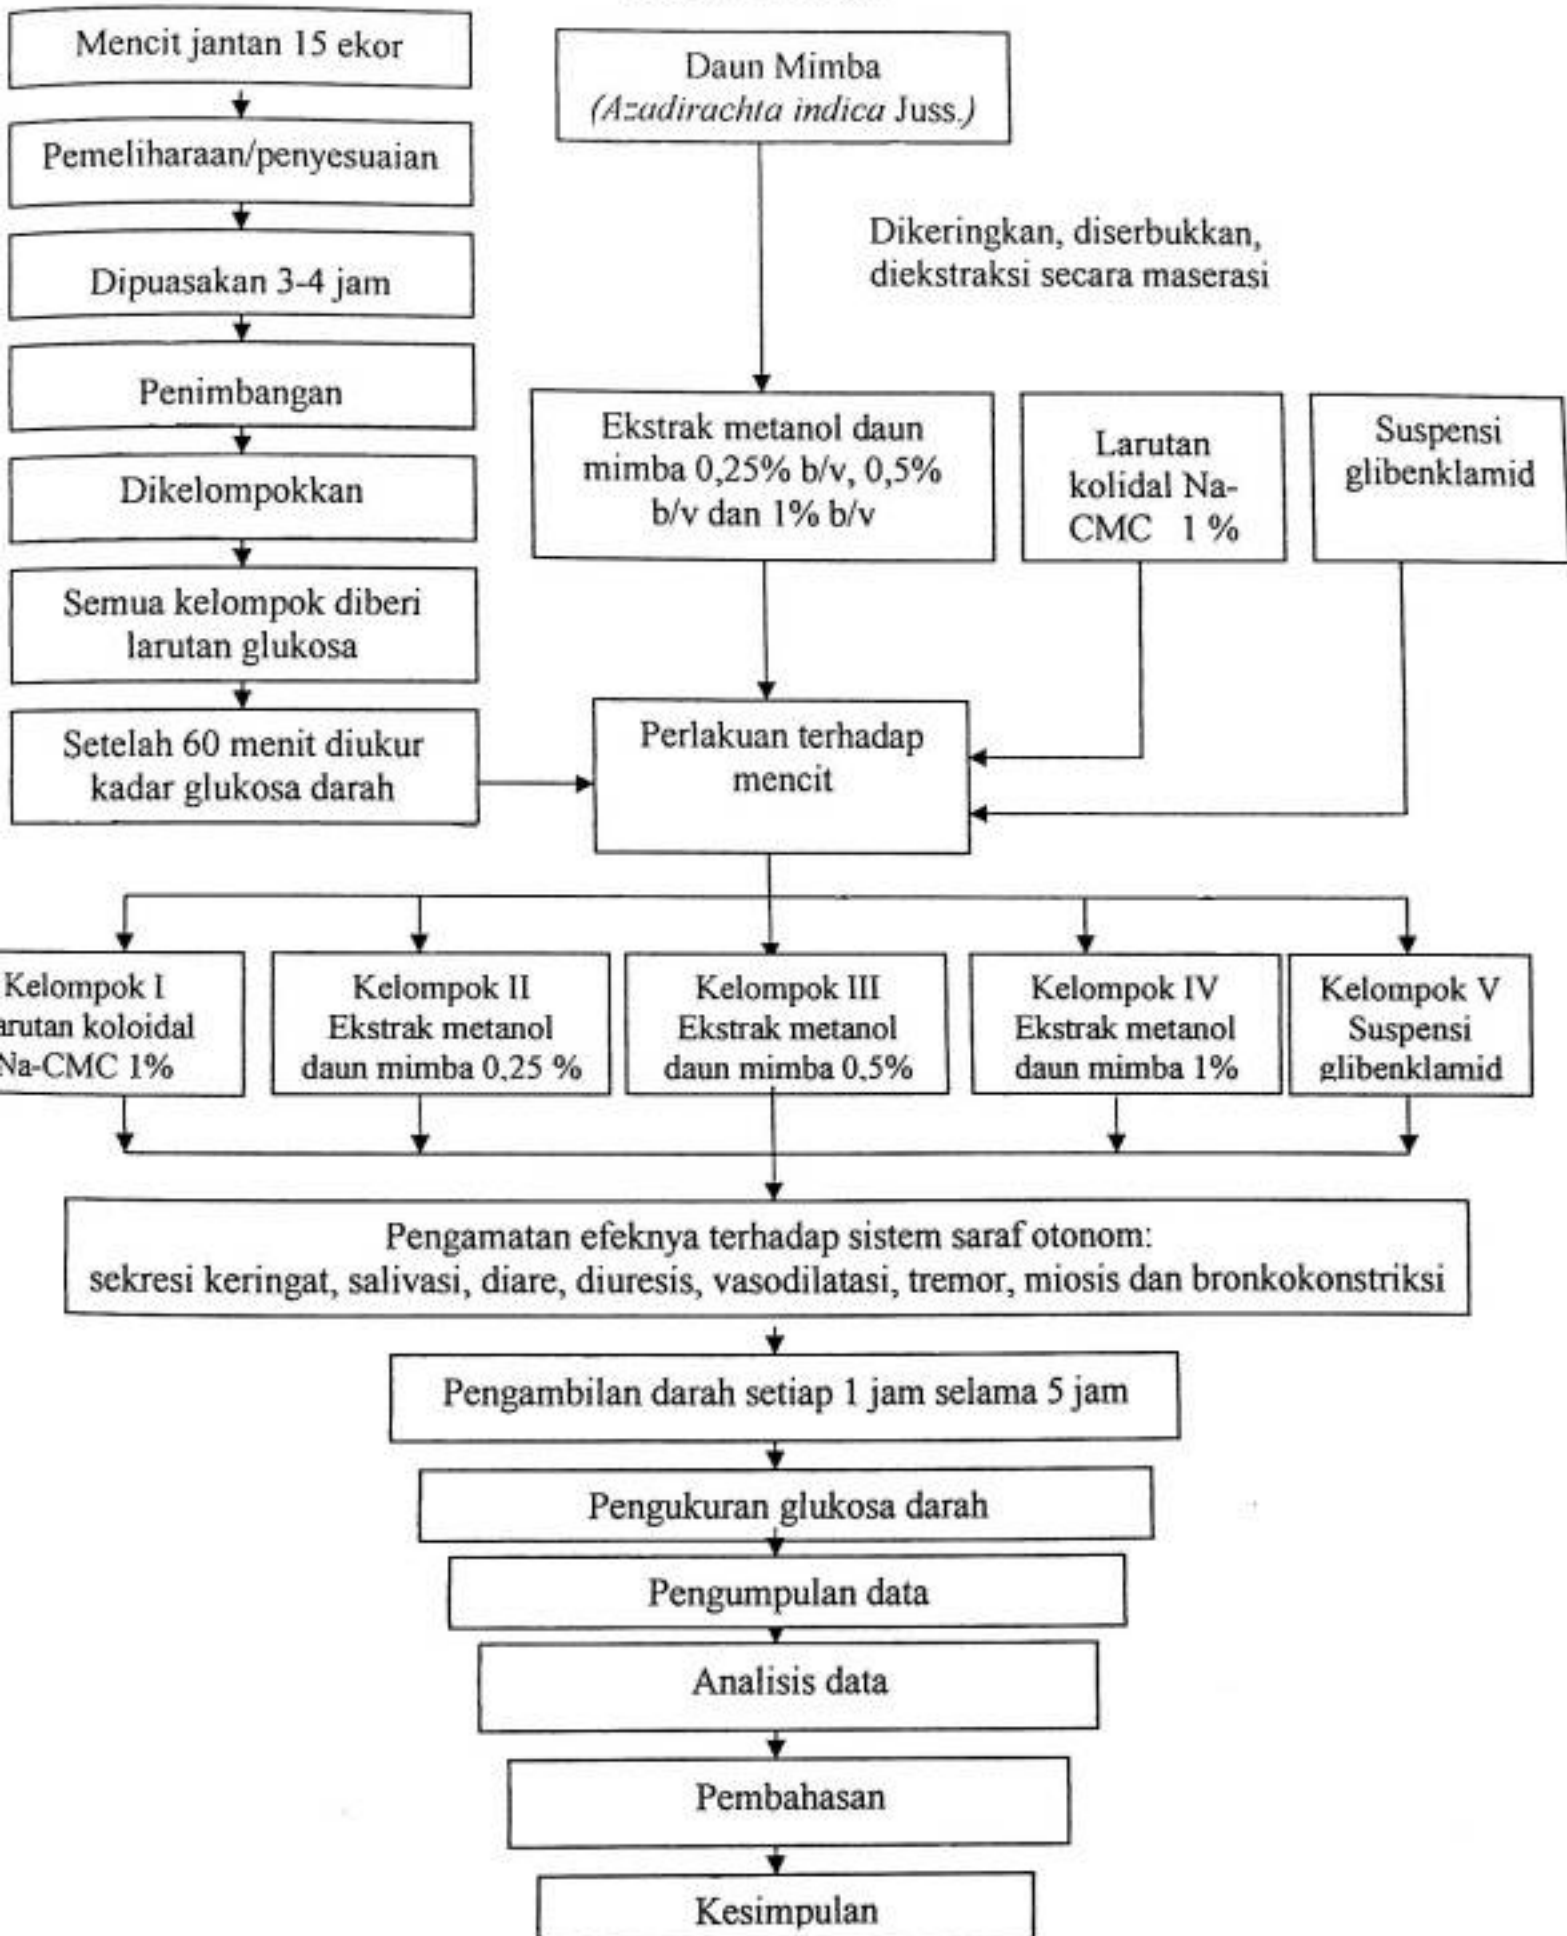 Mencit jantan 15 ekor
Pemeliharaan/penyesuaian
Dipuasakan 3-4 jam
Penimbangan
Dikelompokkan
Semua kelompok diberi
larutan glukosa
Setelah 60 menit diukur
kadar glukosa darah
Daun Mimba
(Azadirachta indica Juss.)
Dikeringkan, diserbukkan,
diekstraksi secara maserasi
Ekstrak metanol daun
mimba 0,25% b/v, 0,5%
b/v dan 1% b/v
Larutan
kolidal Na-
CMC 1 %
Suspensi
glibenklamid
Perlakuan terhadap
mencit
Kelompok I
arutan koloidal
Na-CMC 1%
Kelompok II
Ekstrak metanol
daun mimba 0,25 %
Kelompok III
Ekstrak metanol
daun mimba 0,5%
Kelompok IV
Ekstrak metanol
daun mimba 1%
Kelompok V
Suspensi
glibenklamid
Pengamatan efeknya terhadap sistem saraf otonom:
sekresi keringat, salivasi, diare, diuresis, vasodilatasi, tremor, miosis dan bronkokonstriksi
Pengambilan darah setiap 1 jam selama 5 jam
Pengukuran glukosa darah
Pengumpulan data
Analisis data
Pembahasan
Kesimpulan